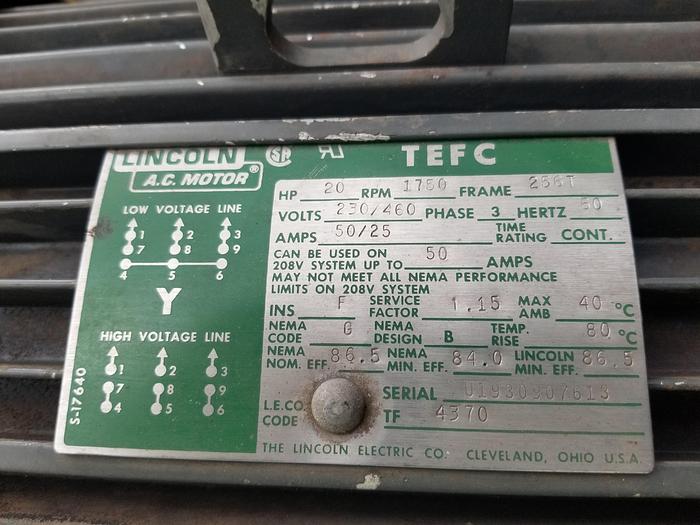 LINCOLN
A.C. MOTOR®
SA
TEFC
LOW VOLTAGE LINE
1 2 3
7 8 9
4 5 6
Y
HIGH VOLTAGE LINE
1 2 3
7 8 9
4 5 6
S-17640
HP 20 RPM 1750 FRAME 256T
VOLTS 230/460 PHASE 3 HERTZ 60
AMPS 50/25 TIME RATING CONT.
CAN BE USED ON
208V SYSTEM UP TO 50 AMPS
MAY NOT MEET ALL NEMA PERFORMANCE
LIMITS ON 208V SYSTEM
INS F SERVICE FACTOR 1.15 MAX AMB 40 °C
NEMA CODE G NEMA DESIGN B TEMP. RISE 80 °C
NEMA NOM. EFF. 86.5 NEMA MIN. EFF. 84.0 LINCOLN MIN. EFF. 86.5
SERIAL U1930907613
L.E.CO. CODE TF 4370
THE LINCOLN ELECTRIC CO. CLEVELAND, OHIO U.S.A.